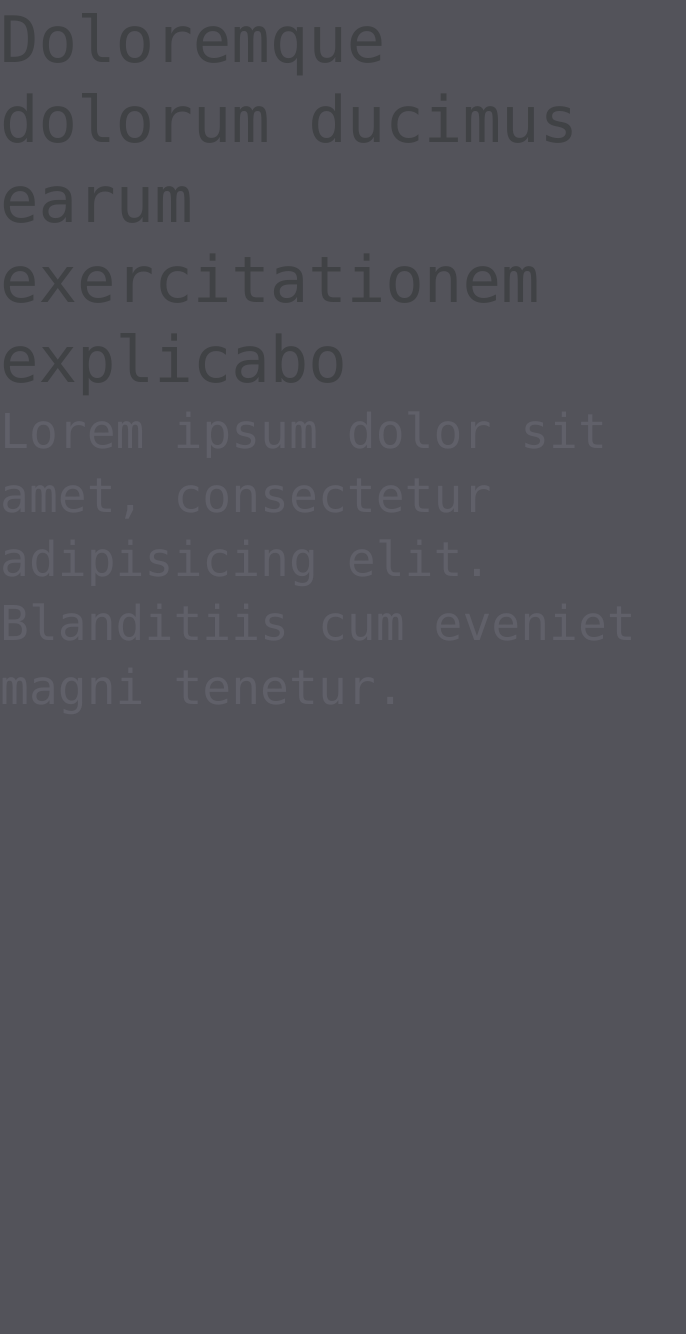 Doloremque
dolorum ducimus
earum
exercitationem
explicabo
Lorem ipsum dolor sit
amet, consectetur
adipisicing elit.
Blanditiis cum eveniet
magni tenetur.